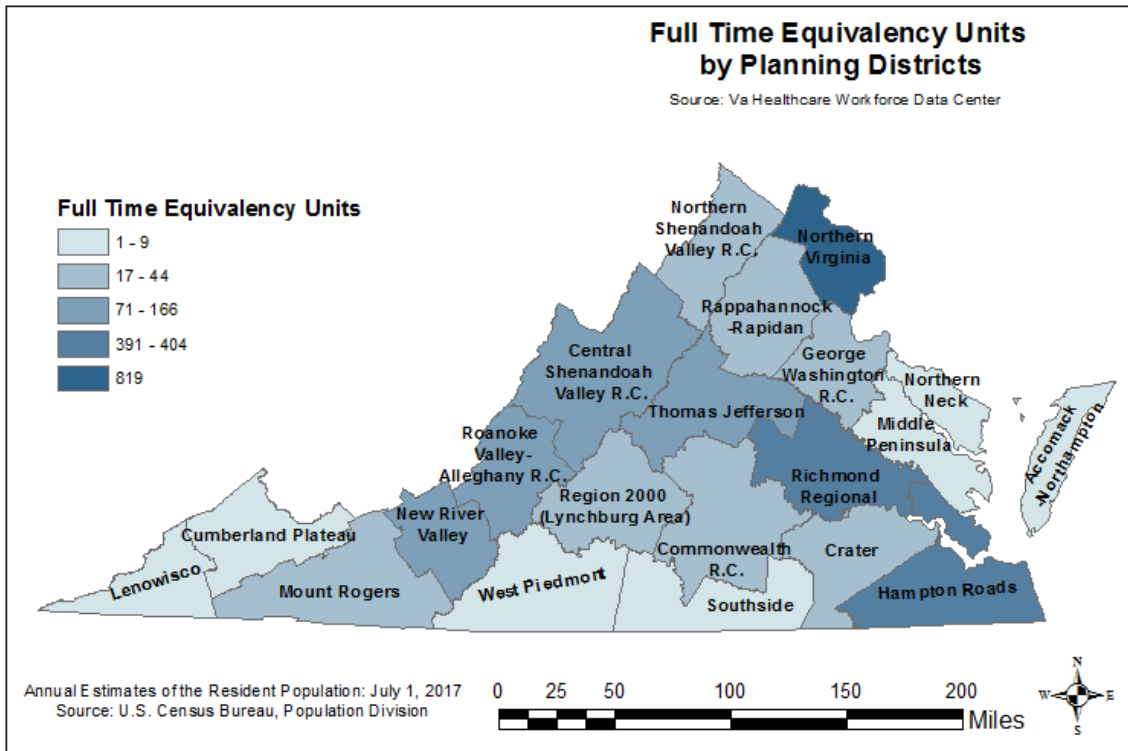 Full Time Equivalency Units
by Planning Districts
Source: Va Healthcare Workforce Data Center
Full Time Equivalency Units
1 - 9
17 - 44
71 - 166
391 - 404
819
Northern
Shenandoah
Valley R.C.
Northern
Virginia
Rappahannock
-Rapidan
Central
Shenandoah
Valley R.C.
George
Washington
R.C.
Northern
Neck
Middle
Peninsula
Accomack
-Northampton
Thomas Jefferson
Roanoke
Valley-
Alleghany R.C.
Richmond
Regional
Region 2000
(Lynchburg Area)
New River
Valley
Cumberland Plateau
Commonwealth
R.C.
Crater
Lenowisco
Mount Rogers
West Piedmont
Southside
Hampton Roads
Annual Estimates of the Resident Population: July 1, 2017
Source: U.S. Census Bureau, Population Division
0 25 50 100 150 200
Miles
N
W E
S